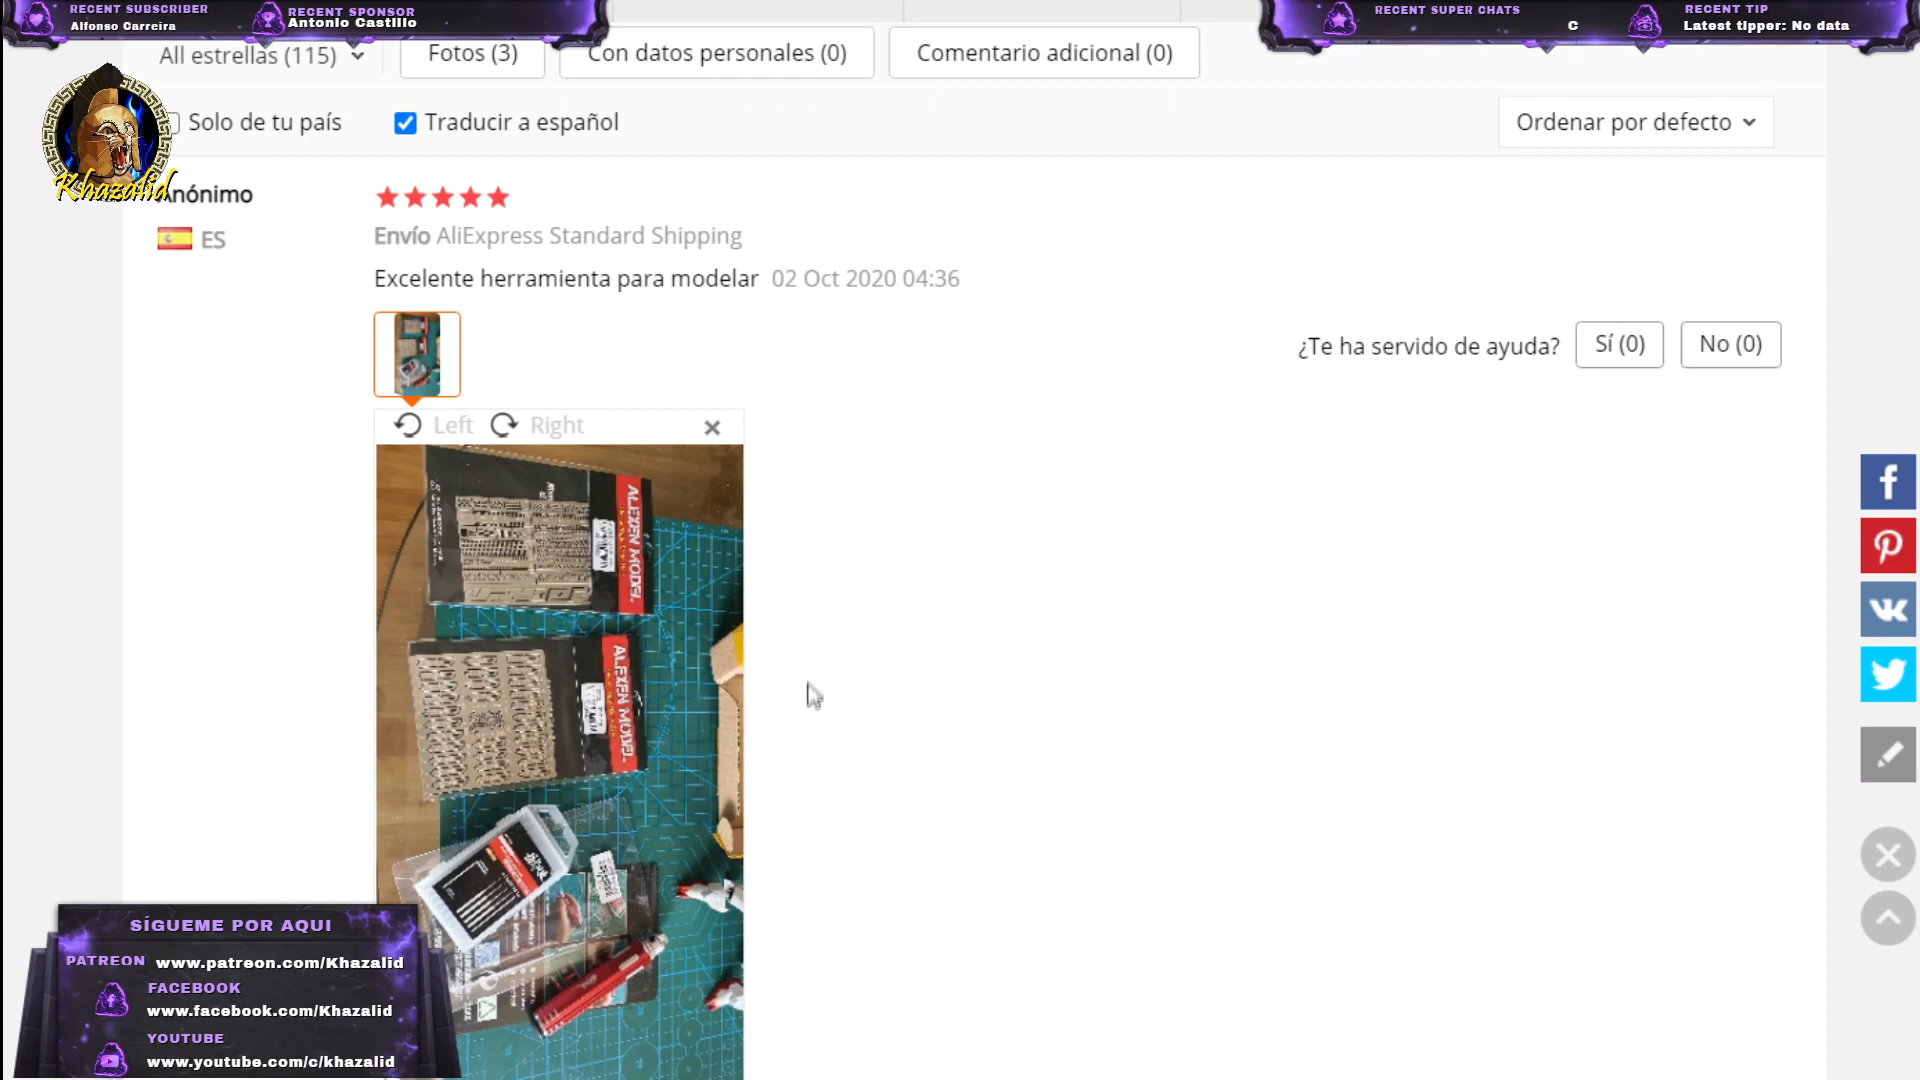 RECENT SUBSCRIBER
Alfonso Carreira
RECENT SPONSOR
Antonio Castillo
RECENT SUPER CHATS
C
RECENT TIP
Latest tipper: No data
All estrellas (115)
Fotos (3)
Con datos personales (0)
Comentario adicional (0)
Solo de tu país
Traducir a español
Ordenar por defecto
Khazalid
Anónimo
ES
Envío AliExpress Standard Shipping
Excelente herramienta para modelar 02 Oct 2020 04:36
¿Te ha servido de ayuda?
Sí (0)
No (0)
Left
Right
ALEXEN MODEL
ALEXEN MODEL
SÍGUEME POR AQUI
PATREON www.patreon.com/Khazalid
FACEBOOK
www.facebook.com/Khazalid
YOUTUBE
www.youtube.com/c/khazalid